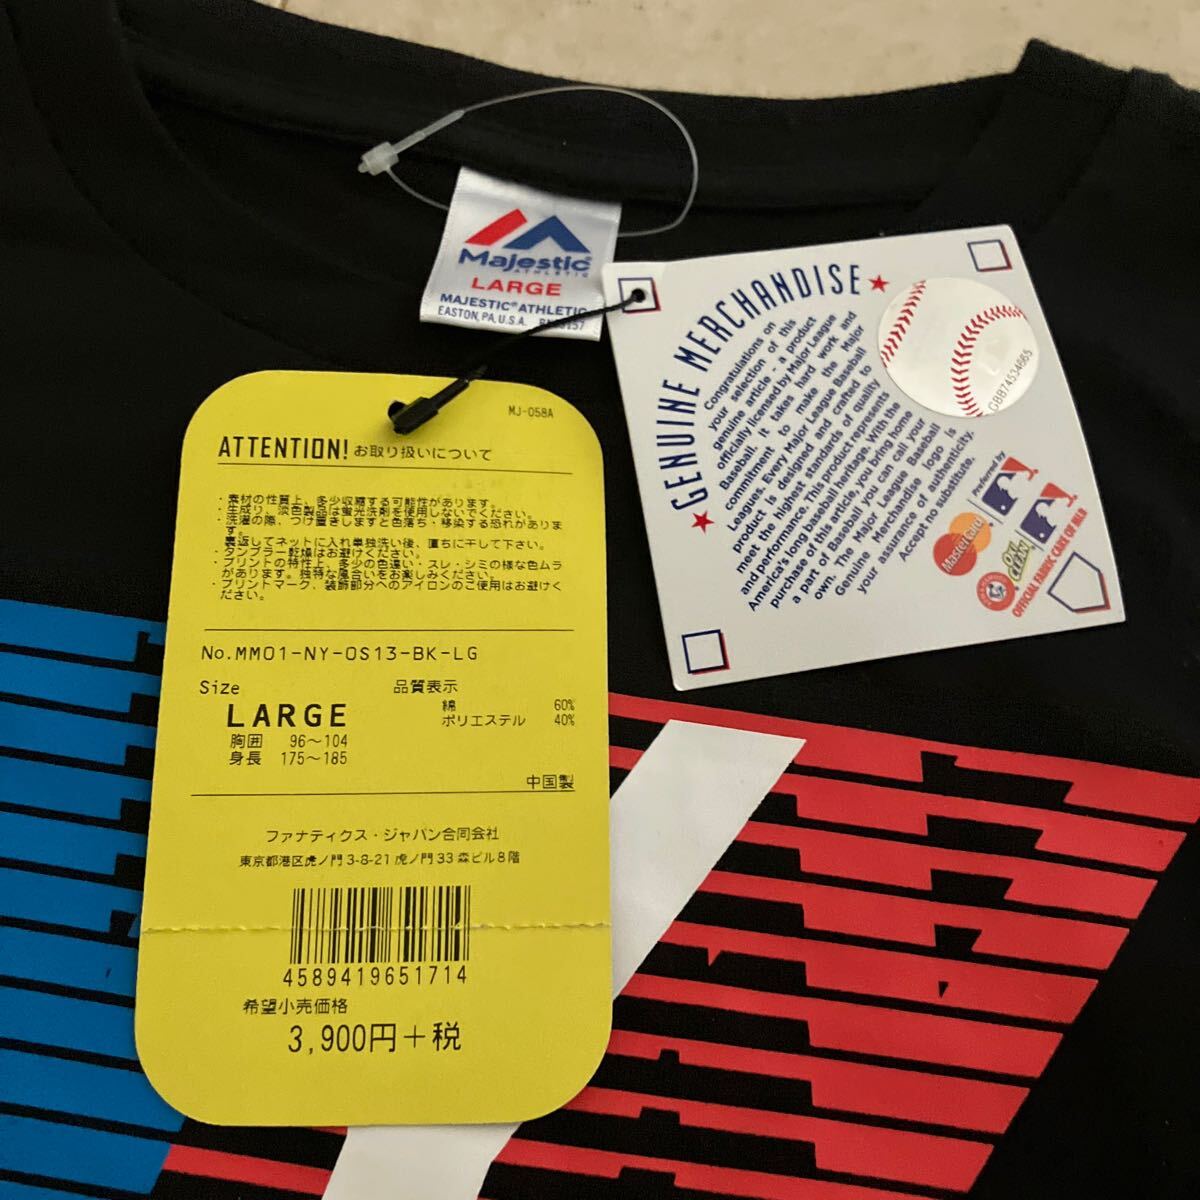 Majestic
ATHLETIC
LARGE
MAJESTIC® ATHLETIC
EASTON, PA, U.S.A.
MJ-058A
ATTENTION! お取り扱いについて
・素材の性質上、多少収縮する可能性があります。
・生成り、淡色製品は蛍光洗剤を使用しないでください。
・洗濯の際、つけ置きしますと色落ち・移染する恐れがありま
す。
裏返してネットに入れ単独洗い後、直ちに干して下さい。
・タンブラー乾燥はお避けください。
・プリントの特性上、多少の色違い・スレ・シミの様な色ムラ
があります。独特な風合いをお楽しみください。
・プリントマーク、装飾部分へのアイロンのご使用はお避けく
ださい。
No.MM01-NY-OS13-BK-LG
Size 品質表示
LARGE 綿 60%
ポリエステル 40%
胸囲 96～104
身長 175～185
中国製
ファナティクス・ジャパン合同会社
東京都港区虎ノ門3-8-21 虎ノ門33森ビル8階
4589419651714
希望小売価格
3,900円+税
GENUINE MERCHANDISE
Congratulations on
your selection of this
genuine article - a product
officially licensed by Major League
Baseball. It takes hard work and
commitment to make the Major
Leagues. Every Major League Baseball
product is designed and crafted to
meet the highest standards of quality
and performance. This product represents
America's long baseball heritage. With the
purchase of this article, you bring home
a part of Baseball you can call your
own. The Major League Baseball
Genuine Merchandise logo is
your assurance of authenticity.
Accept no substitute.
GBB74534665
Preferred by
MasterCard
OXI CLEAN
OFFICIAL FABRIC CARE OF MLB